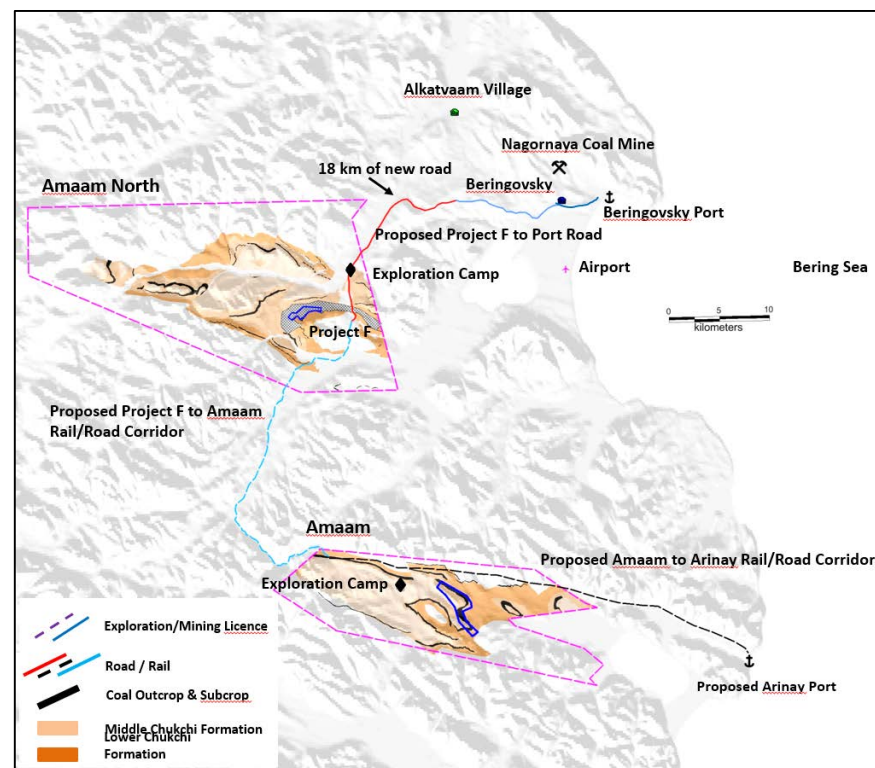 Alkatvaam Village
Nagornaya Coal Mine
18 km of new road
Amaam North
Beringovsky
Beringovsky Port
Proposed Project F to Port Road
Exploration Camp
Airport
Bering Sea
0 5 10
kilometers
Project F
Proposed Project F to Amaam
Rail/Road Corridor
Amaam
Proposed Amaam to Arinay Rail/Road Corridor
Exploration Camp
Proposed Arinay Port
Exploration/Mining Licence
Road / Rail
Coal Outcrop & Subcrop
Middle Chukchi Formation
Lower Chukchi
Formation